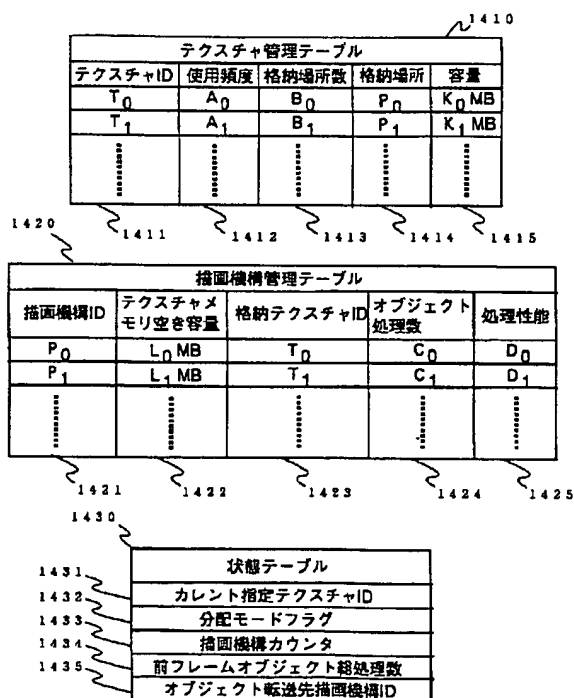 1410
テクスチャ管理テーブル
テクスチャID 使用頻度 格納場所数 格納場所 容量
T0 A0 B0 P0 K0 MB
T1 A1 B1 P1 K1 MB
1411 1412 1413 1414 1415
1420
描画機構管理テーブル
描画機構ID テクスチャメモリ空き容量 格納テクスチャID オブジェクト処理数 処理性能
P0 L0 MB T0 C0 D0
P1 L1 MB T1 C1 D1
1421 1422 1423 1424 1425
1430
状態テーブル
1431 カレント指定テクスチャID
1432 分配モードフラグ
1433 描画機構カウンタ
1434 前フレームオブジェクト総処理数
1435 オブジェクト転送先描画機構ID